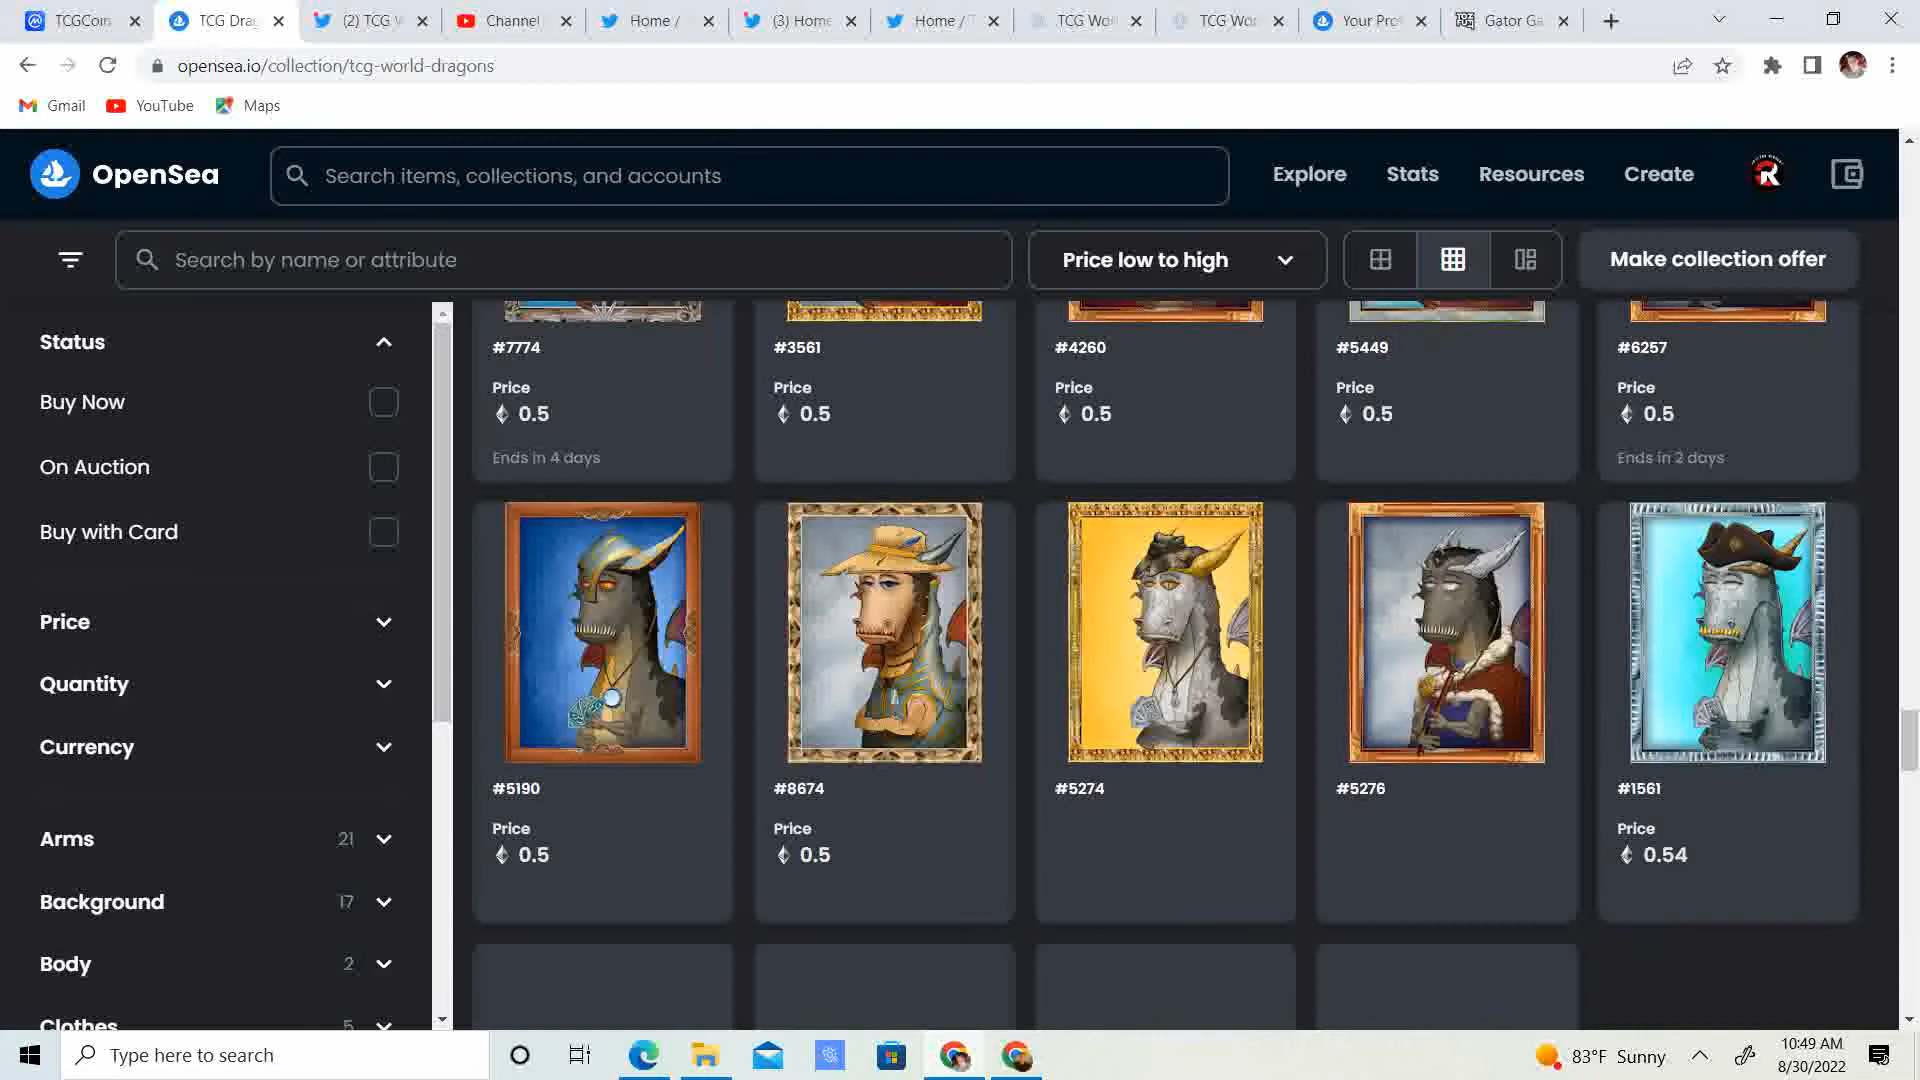 TCGCoin
TCG Drag
(2) TCG W
Channel
Home /
(3) Home
Home / T
TCG Wor
TCG Wor
Your Pro
Gator Ga
opensea.io/collection/tcg-world-dragons
Gmail
YouTube
Maps
OpenSea
Search items, collections, and accounts
Explore
Stats
Resources
Create
Search by name or attribute
Price low to high
Make collection offer
Status
Buy Now
On Auction
Buy with Card
Price
Quantity
Currency
Arms 21
Background 17
Body 2
Clothes 5
#7774
Price
0.5
Ends in 4 days
#3561
Price
0.5
#4260
Price
0.5
#5449
Price
0.5
#6257
Price
0.5
Ends in 2 days
#5190
Price
0.5
#8674
Price
0.5
#5274
#5276
#1561
Price
0.54
Type here to search
83°F Sunny
10:49 AM
8/30/2022